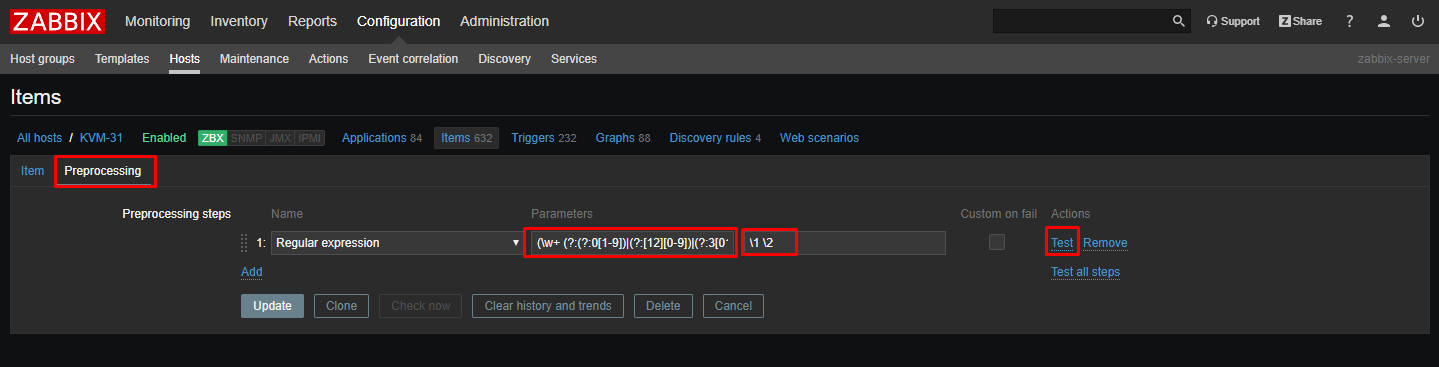 ZABBIX Monitoring Inventory Reports Configuration Administration Support Z Share ?
Host groups Templates Hosts Maintenance Actions Event correlation Discovery Services zabbix-server
Items
All hosts / KVM-31 Enabled ZBX SNMP JMX IPMI Applications 84 Items 632 Triggers 232 Graphs 88 Discovery rules 4 Web scenarios
Item Preprocessing
Preprocessing steps Name Parameters Custom on fail Actions
1: Regular expression (\w+ (?:(?:0[1-9])|(?:[12][0-9])|(?:3[0 \1 \2 Test Remove
Add Test all steps
Update Clone Check now Clear history and trends Delete Cancel